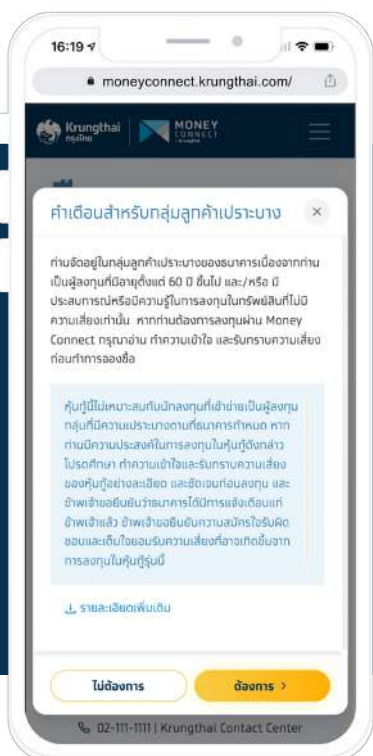 16:19
moneyconnect.krungthai.com/
Krungthai
กรุงไทย
MONEY
CONNECT
คำเตือนสำหรับกลุ่มลูกค้าเปราะบาง
ท่านจัดอยู่ในกลุ่มลูกค้าเปราะบางของธนาคารเนื่องจากท่าน
เป็นผู้ลงทุนที่มีอายุตั้งแต่ 60 ปี ขึ้นไป และ/หรือ มี
ประสบการณ์หรือมีความรู้ในการลงทุนในทรัพย์สินที่ไม่มี
ความเสี่ยงเท่านั้น หากท่านต้องการลงทุนผ่าน Money
Connect กรุณาอ่าน ทำความเข้าใจ และรับทราบความเสี่ยง
ก่อนทำการจองซื้อ
หุ้นกู้นี้ไม่เหมาะสมกับนักลงทุนที่เข้าข่ายเป็นผู้ลงทุน
กลุ่มที่มีความเปราะบางตามที่ธนาคารกำหนด หาก
ท่านมีความประสงค์ในการลงทุนในหุ้นกู้ดังกล่าว
โปรดศึกษา ทำความเข้าใจและรับทราบความเสี่ยง
ของหุ้นกู้อย่างละเอียด และชัดเจนก่อนลงทุน และ
ข้าพเจ้าขอยืนยันว่าธนาคารได้มีการแจ้งเตือนแก่
ข้าพเจ้าแล้ว ข้าพเจ้าขอยืนยันความสมัครใจรับผิด
ชอบและเต็มใจยอมรับความเสี่ยงที่อาจเกิดขึ้นจาก
การลงทุนในหุ้นกู้รุ่นนี้
รายละเอียดเพิ่มเติม
ไม่ต้องการ
ต้องการ >
02-111-1111 | Krungthai Contact Center